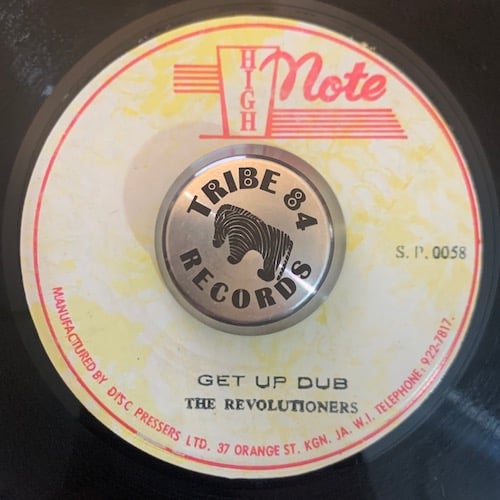 HIGH Note
TRIBE 84
RECORDS
S.P. 0058
GET UP DUB
THE REVOLUTIONERS
MANUFACTURED BY DISC PRESSERS LTD. 37 ORANGE ST. KGN. JA. W.I. TELEPHONE: 922-7817.